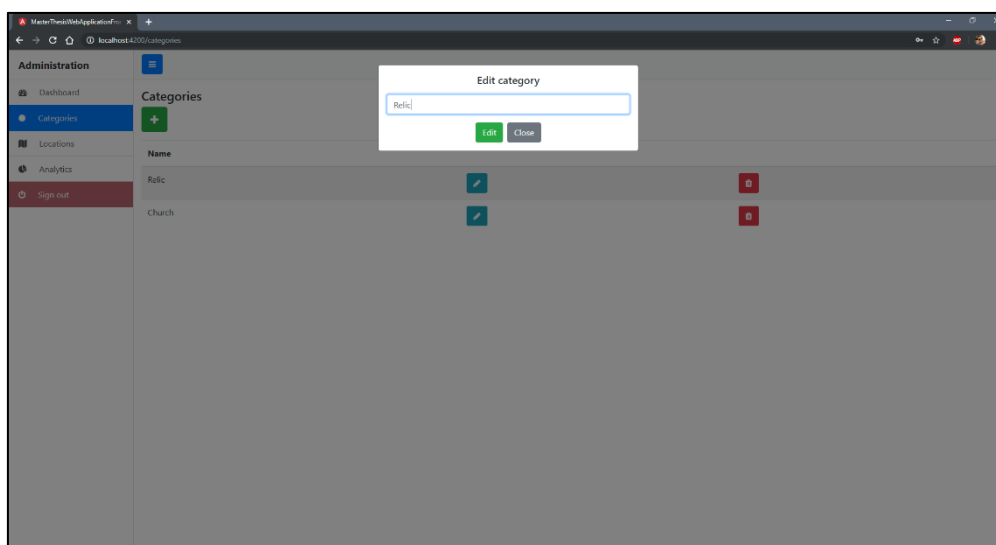 MasterThesisWebApplicationFro
localhost:4200/categories
Administration
Dashboard
Categories
Locations
Analytics
Sign out
Categories
Name
Relic
Church
Edit category
Relic
Edit Close
ABP